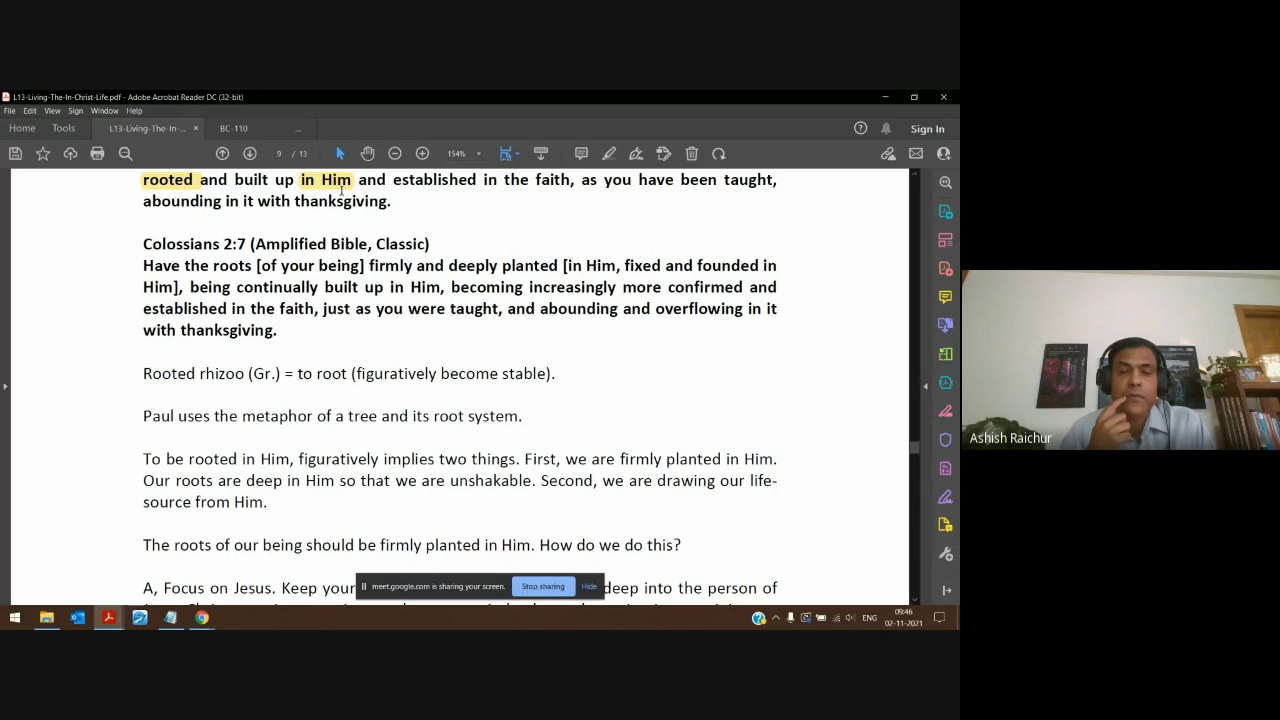 L13-Living-The-In-Christ-Life.pdf - Adobe Acrobat Reader DC (32-bit)
File Edit View Sign Window Help
Home Tools L13-Living-The-In-... × BC-110 ... Sign In
9 / 13 154%
rooted and built up in Him and established in the faith, as you have been taught,
abounding in it with thanksgiving.
Colossians 2:7 (Amplified Bible, Classic)
Have the roots [of your being] firmly and deeply planted [in Him, fixed and founded in
Him], being continually built up in Him, becoming increasingly more confirmed and
established in the faith, just as you were taught, and abounding and overflowing in it
with thanksgiving.
Rooted rhizoo (Gr.) = to root (figuratively become stable).
Paul uses the metaphor of a tree and its root system.
To be rooted in Him, figuratively implies two things. First, we are firmly planted in Him.
Our roots are deep in Him so that we are unshakable. Second, we are drawing our life-
source from Him.
The roots of our being should be firmly planted in Him. How do we do this?
A, Focus on Jesus. Keep your deep into the person of
meet.google.com is sharing your screen. Stop sharing Hide
Ashish Raichur
ENG
09:46
02-11-2021